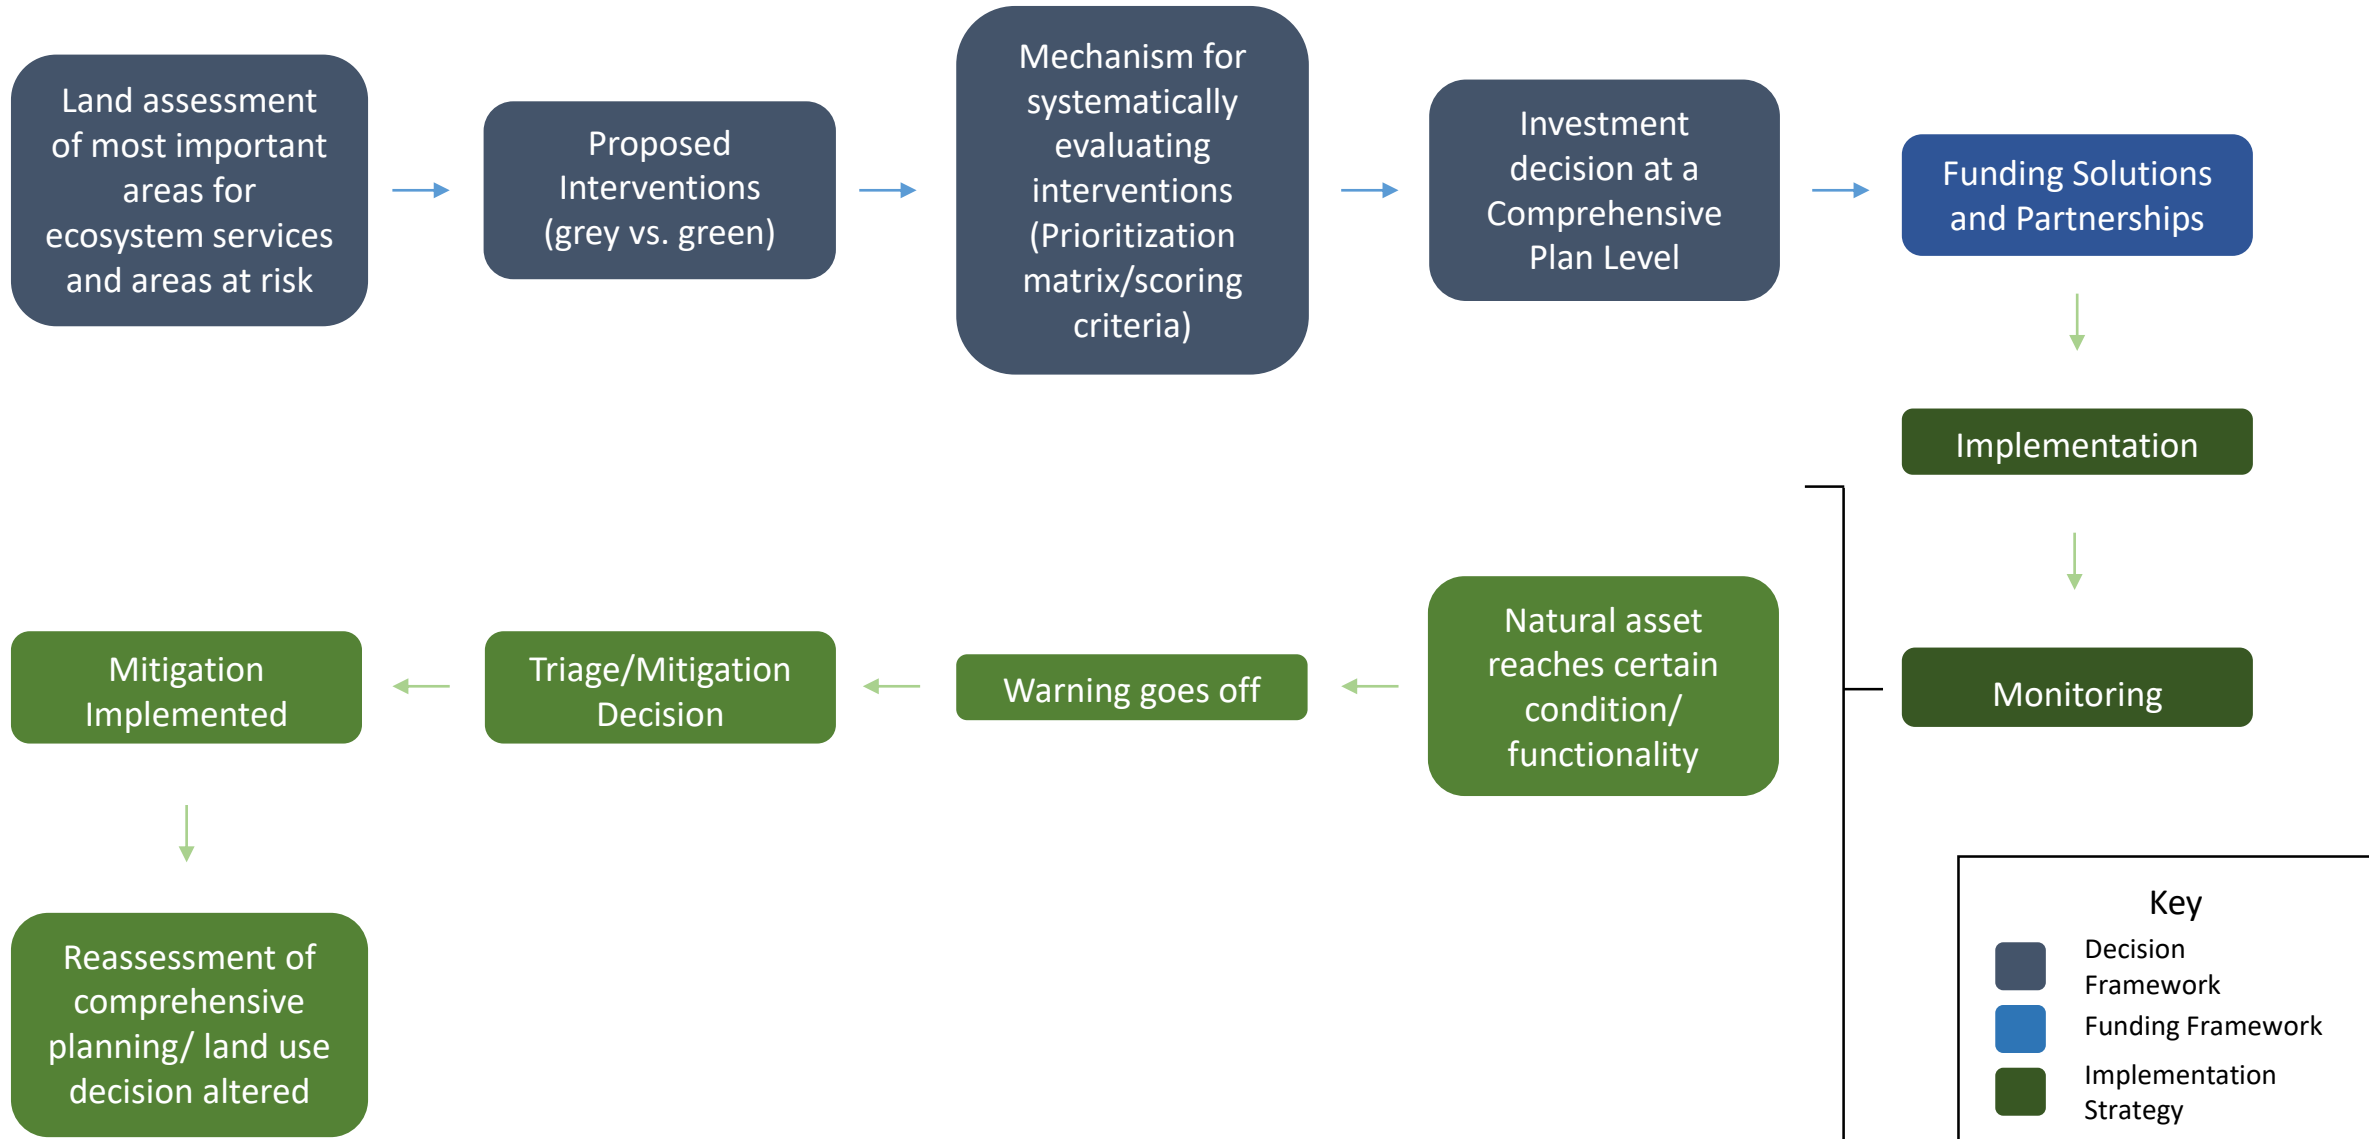 Land assessment
of most important
areas for
ecosystem services
and areas at risk
Proposed
Interventions
(grey vs. green)
Mechanism for
systematically
evaluating
interventions
(Prioritization
matrix/scoring
criteria)
Investment
decision at a
Comprehensive
Plan Level
Funding Solutions
and Partnerships
Implementation
Monitoring
Natural asset
reaches certain
condition/
functionality
Warning goes off
Triage/Mitigation
Decision
Mitigation
Implemented
Reassessment of
comprehensive
planning/ land use
decision altered
Key
Decision
Framework
Funding Framework
Implementation
Strategy